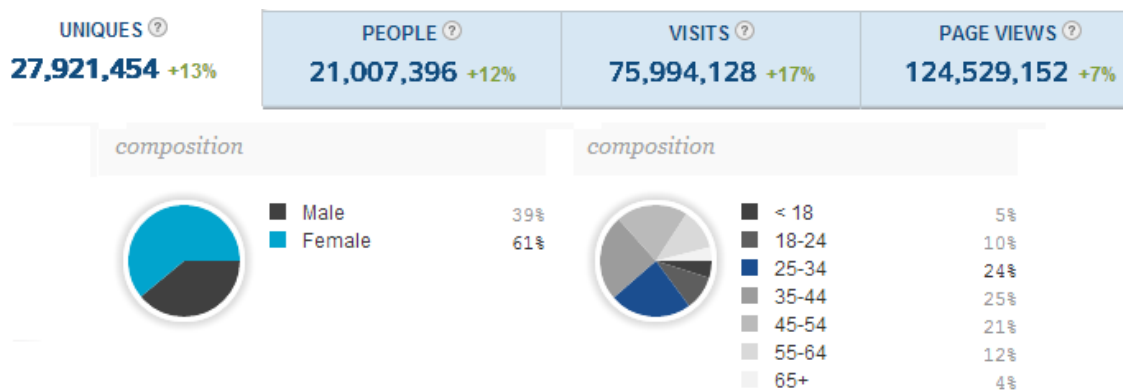 UNIQUES ? PEOPLE ? VISITS ? PAGE VIEWS ?
27,921,454 +13% 21,007,396 +12% 75,994,128 +17% 124,529,152 +7%
composition composition
Male 39%
Female 61%
< 18 5%
18-24 10%
25-34 24%
35-44 25%
45-54 21%
55-64 12%
65+ 4%